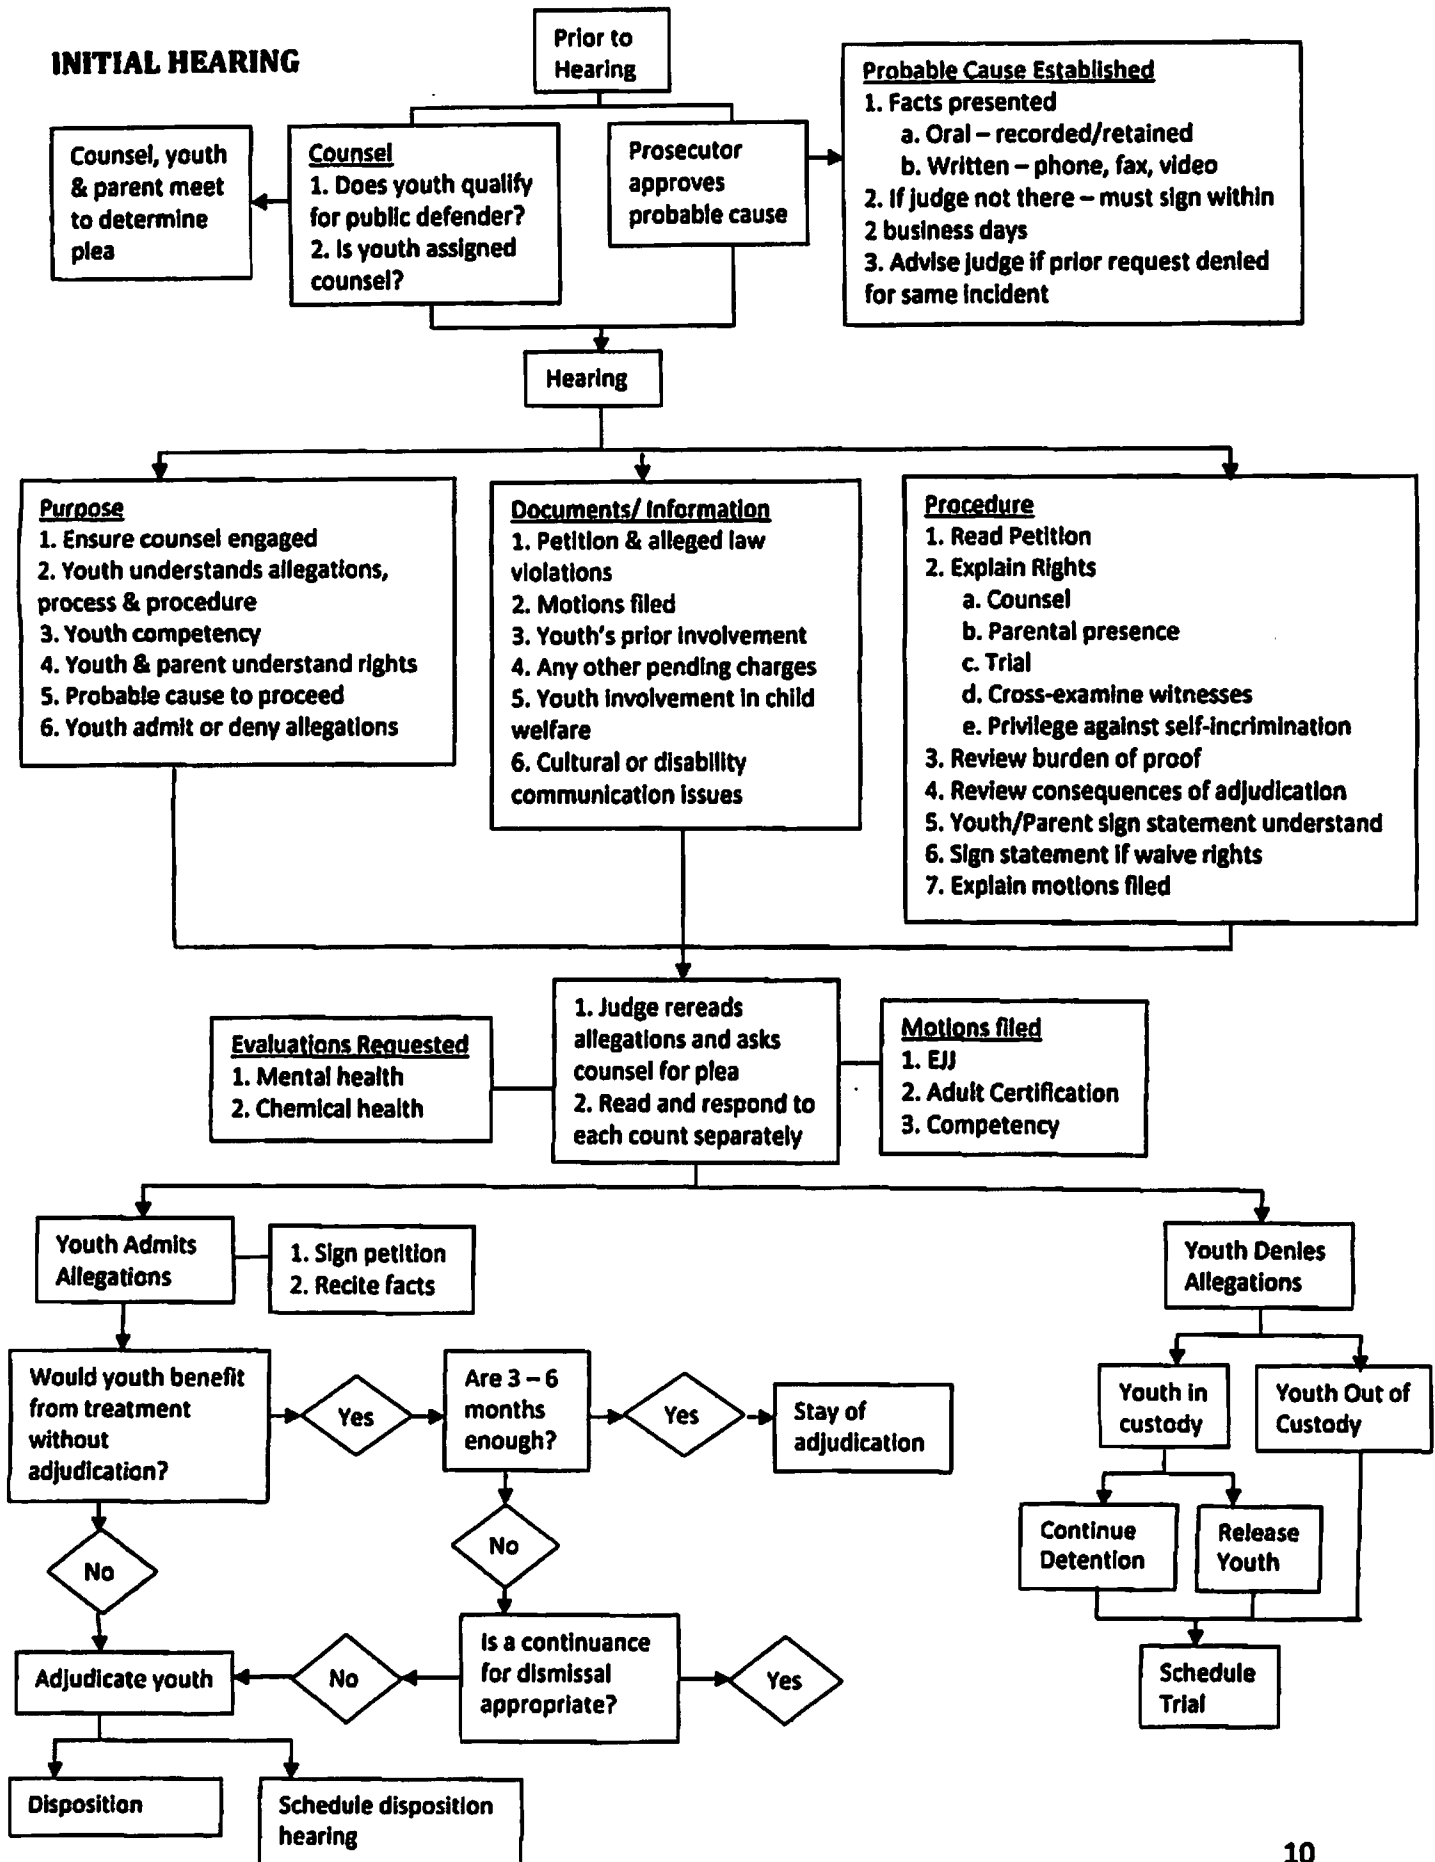 INITIAL HEARING
Prior to
Hearing
Counsel, youth
& parent meet
to determine
plea
Counsel
1. Does youth qualify
for public defender?
2. Is youth assigned
counsel?
Prosecutor
approves
probable cause
Probable Cause Established
1. Facts presented
a. Oral – recorded/retained
b. Written – phone, fax, video
2. If judge not there – must sign within
2 business days
3. Advise judge if prior request denied
for same incident
Hearing
Purpose
1. Ensure counsel engaged
2. Youth understands allegations,
process & procedure
3. Youth competency
4. Youth & parent understand rights
5. Probable cause to proceed
6. Youth admit or deny allegations
Documents/ Information
1. Petition & alleged law
violations
2. Motions filed
3. Youth's prior involvement
4. Any other pending charges
5. Youth involvement in child
welfare
6. Cultural or disability
communication issues
Procedure
1. Read Petition
2. Explain Rights
a. Counsel
b. Parental presence
c. Trial
d. Cross-examine witnesses
e. Privilege against self-incrimination
3. Review burden of proof
4. Review consequences of adjudication
5. Youth/Parent sign statement understand
6. Sign statement if waive rights
7. Explain motions filed
Evaluations Requested
1. Mental health
2. Chemical health
1. Judge rereads
allegations and asks
counsel for plea
2. Read and respond to
each count separately
Motions filed
1. EJJ
2. Adult Certification
3. Competency
Youth Admits
Allegations
1. Sign petition
2. Recite facts
Youth Denies
Allegations
Would youth benefit
from treatment
without
adjudication?
Yes
Are 3 – 6
months
enough?
Yes
Stay of
adjudication
Youth in
custody
Youth Out of
Custody
No
No
Continue
Detention
Release
Youth
Adjudicate youth
No
Is a continuance
for dismissal
appropriate?
Yes
Schedule
Trial
Disposition
Schedule disposition
hearing
10